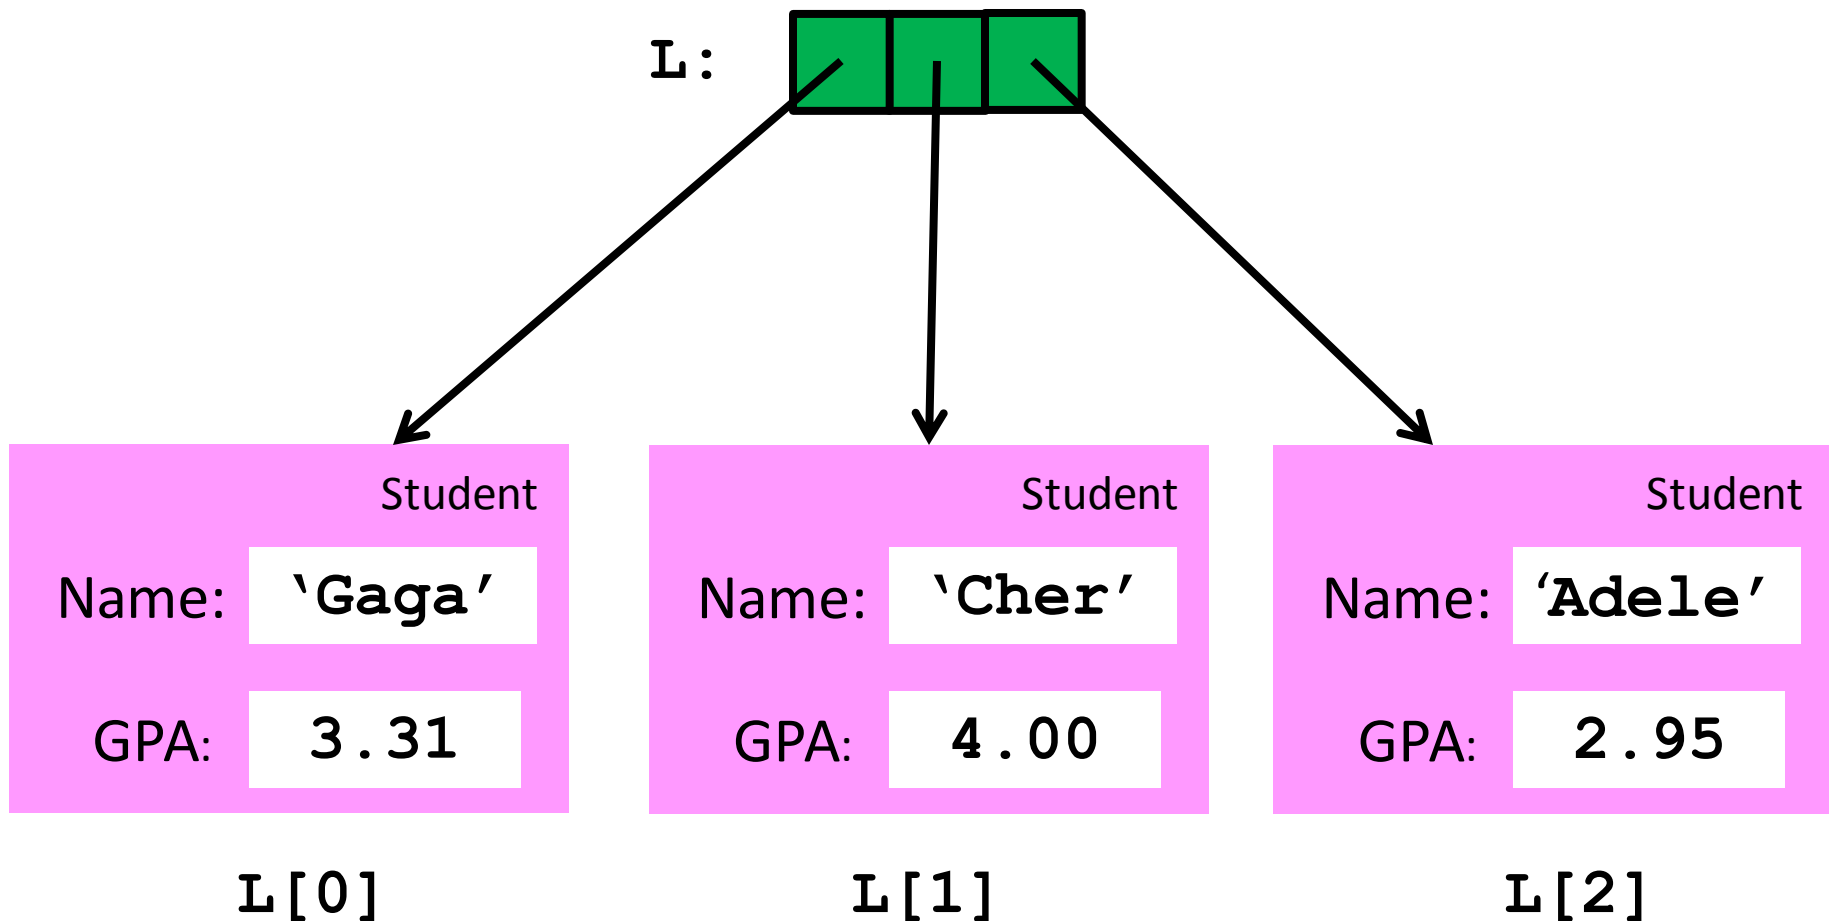 L:
Student Student Student
Name: ‘Gaga’ Name: ‘Cher’ Name: ‘Adele’
GPA: 3.31 GPA: 4.00 GPA: 2.95
L[0] L[1] L[2]